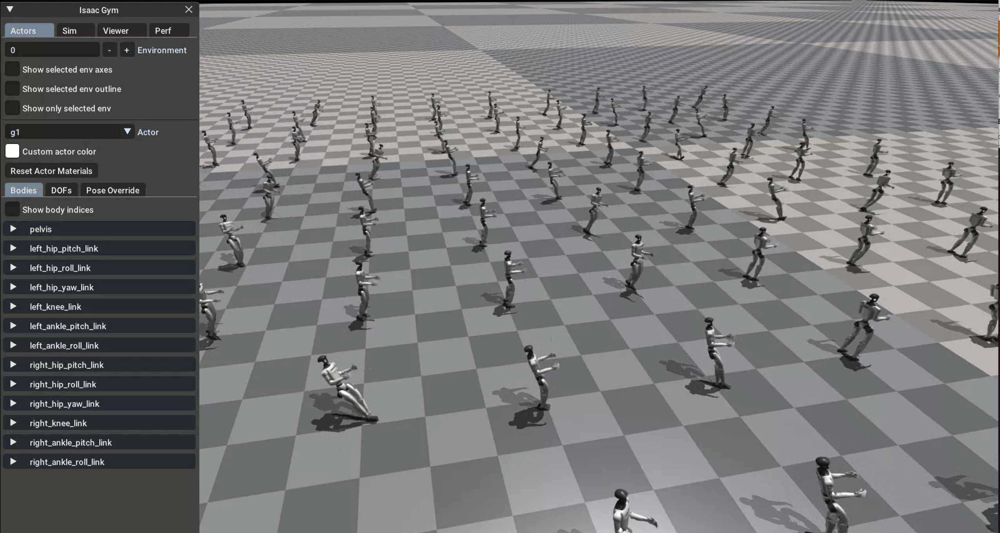 Isaac Gym
Actors Sim Viewer Perf
0 - + Environment
Show selected env axes
Show selected env outline
Show only selected env
g1 Actor
Custom actor color
Reset Actor Materials
Bodies DOFs Pose Override
Show body indices
pelvis
left_hip_pitch_link
left_hip_roll_link
left_hip_yaw_link
left_knee_link
left_ankle_pitch_link
left_ankle_roll_link
right_hip_pitch_link
right_hip_roll_link
right_hip_yaw_link
right_knee_link
right_ankle_pitch_link
right_ankle_roll_link